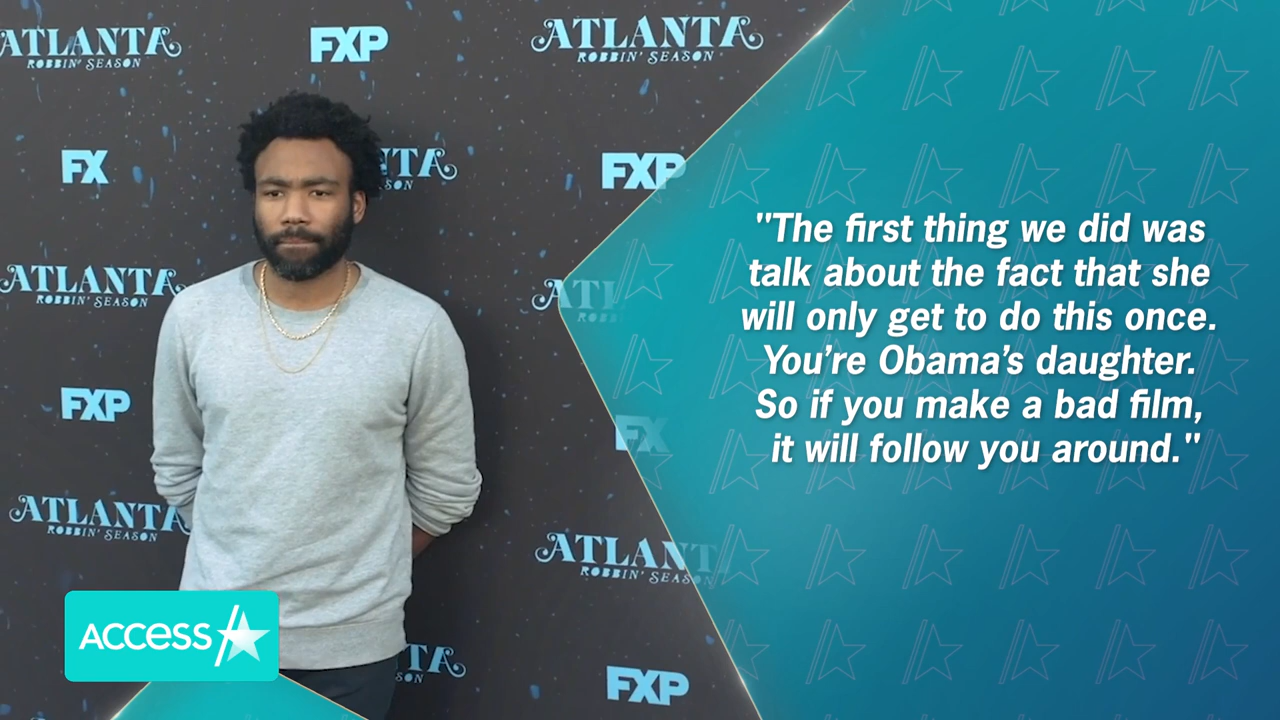 ATLANTA
ROBBIN' SEASON
FXP
ATLANTA
ROBBIN' SEASON
FX
FXP
ATLANTA
ROBBIN' SEASON
FXP
FX
ATLANTA
ROBBIN' SEASON
ATLANT
ROBBIN' SEASON
FXP
ACCESS
"The first thing we did was
talk about the fact that she
will only get to do this once.
You're Obama's daughter.
So if you make a bad film,
it will follow you around."